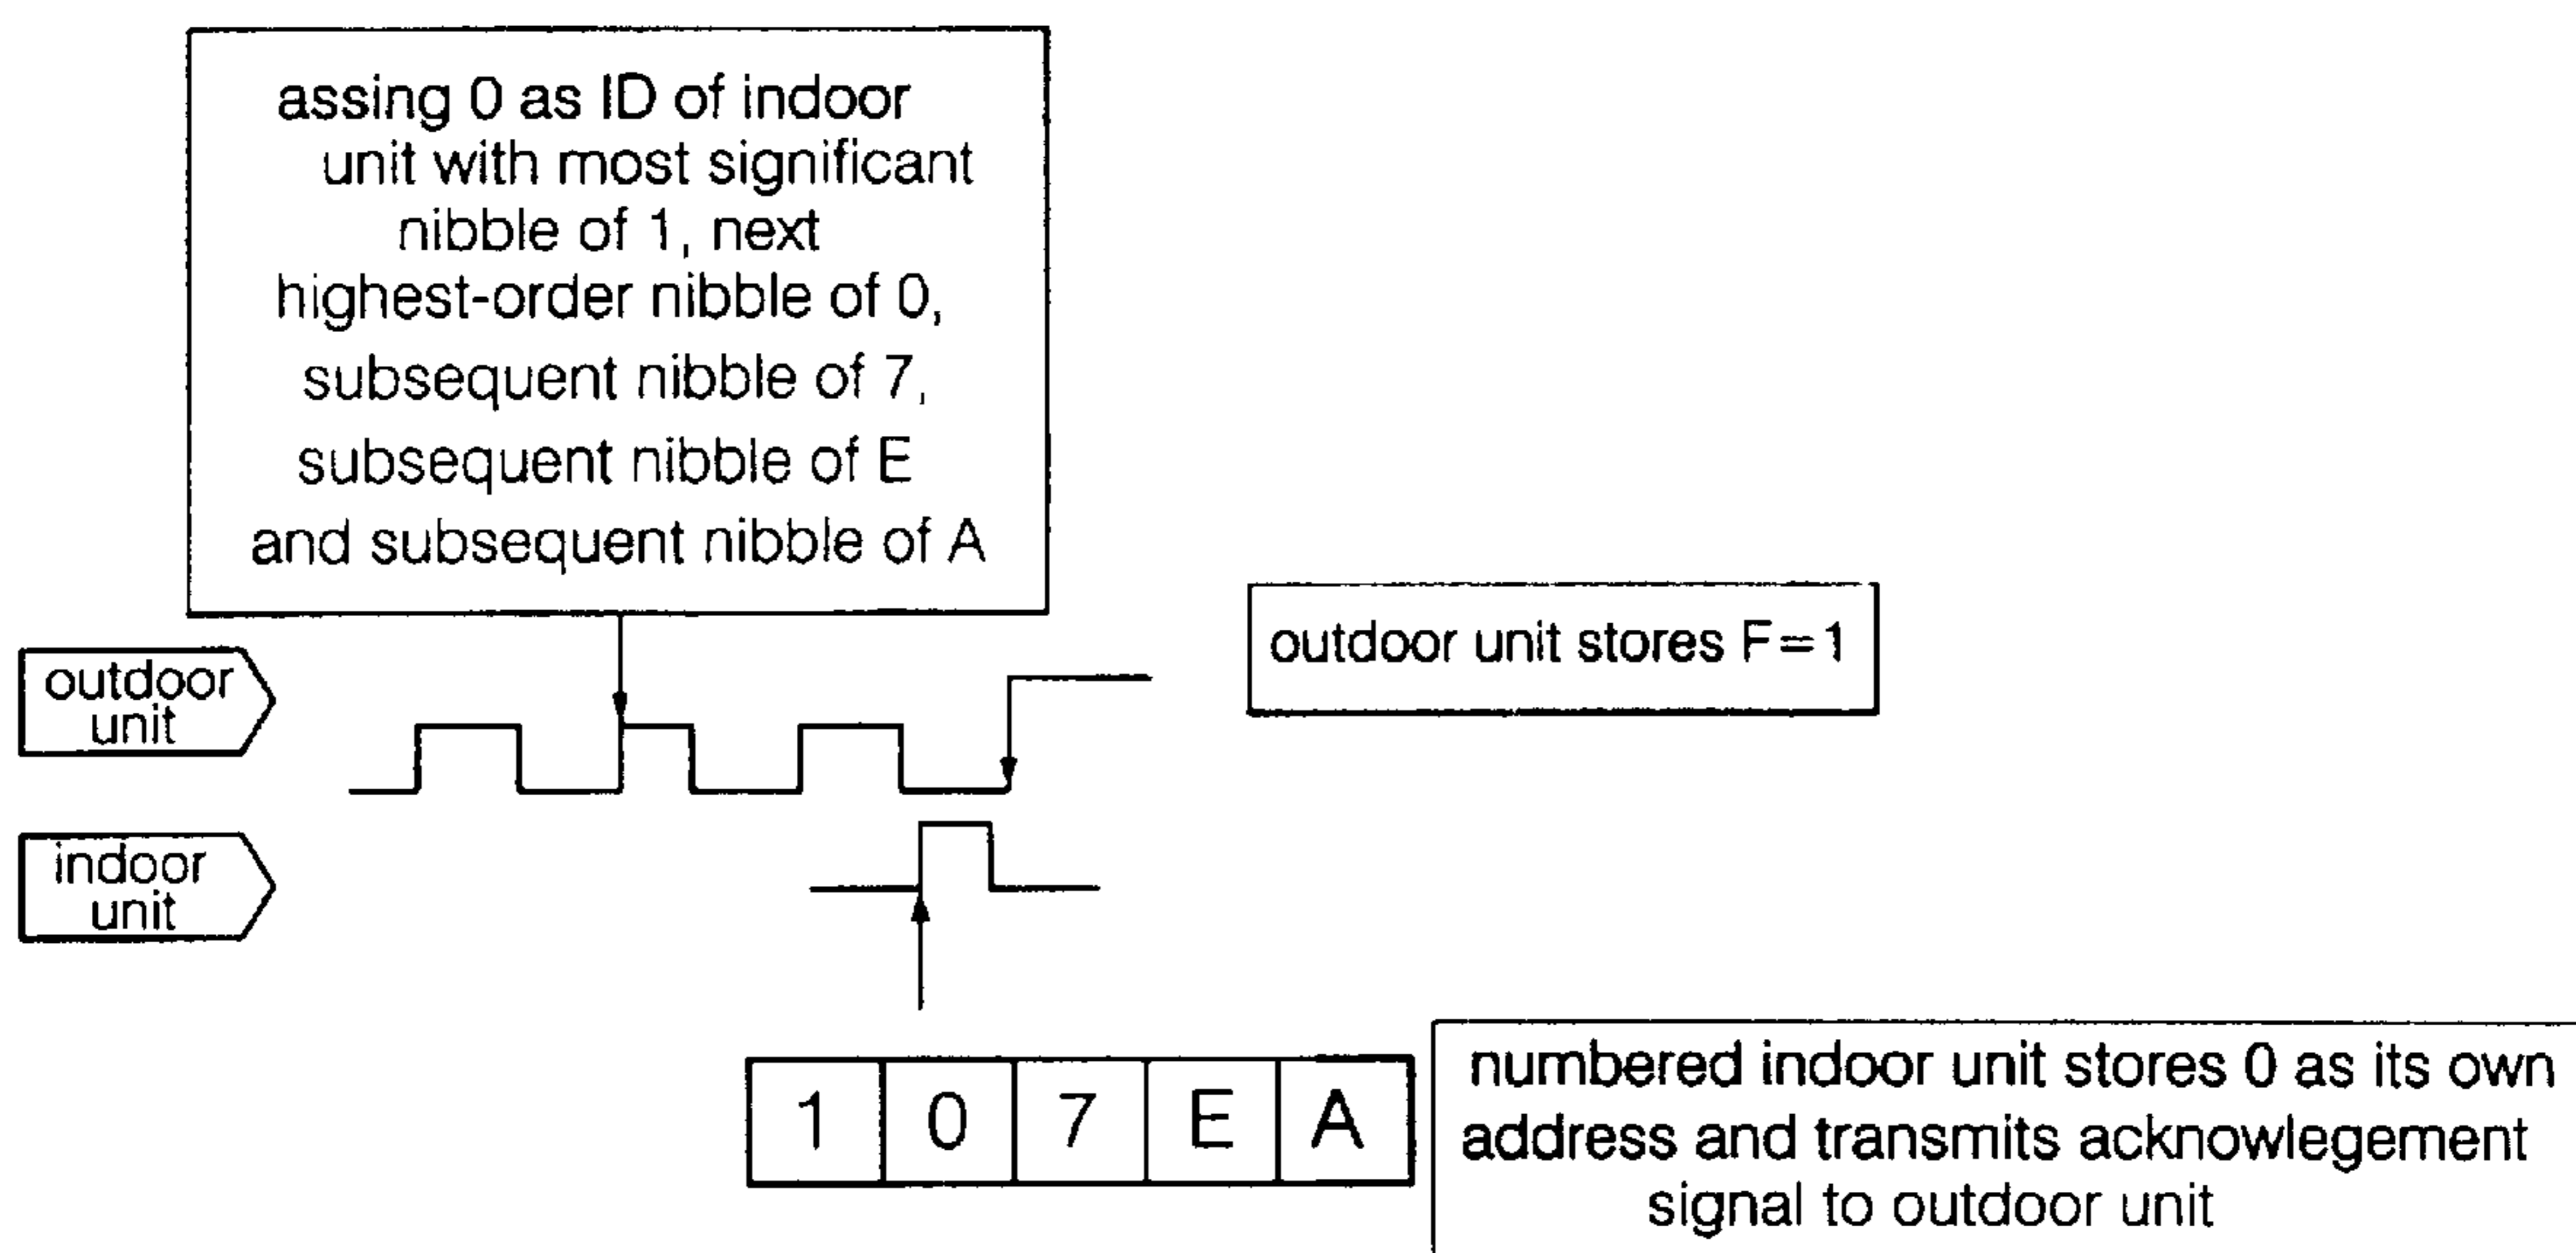 assing 0 as ID of indoor
unit with most significant
nibble of 1, next
highest-order nibble of 0,
subsequent nibble of 7,
subsequent nibble of E
and subsequent nibble of A
outdoor unit stores F=1
outdoor
unit
indoor
unit
1 0 7 E A
numbered indoor unit stores 0 as its own
address and transmits acknowlegement
signal to outdoor unit